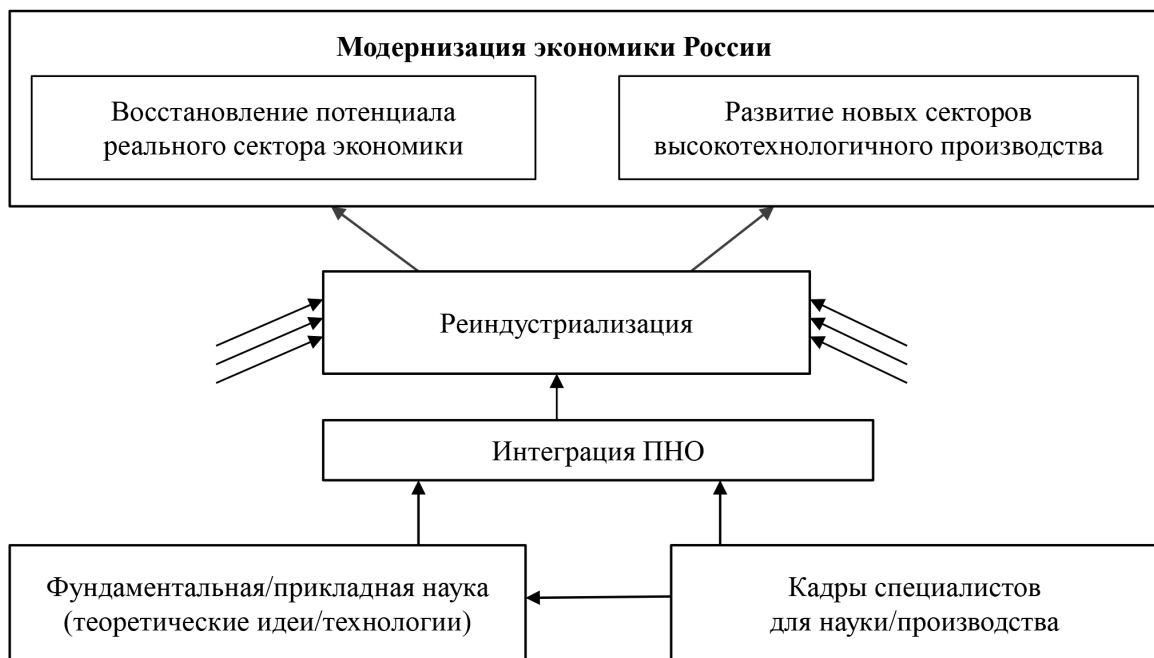 Модернизация экономики России
Восстановление потенциала
реального сектора экономики
Развитие новых секторов
высокотехнологичного производства
Реиндустриализация
Интеграция ПНО
Фундаментальная/прикладная наука
(теоретические идеи/технологии)
Кадры специалистов
для науки/производства